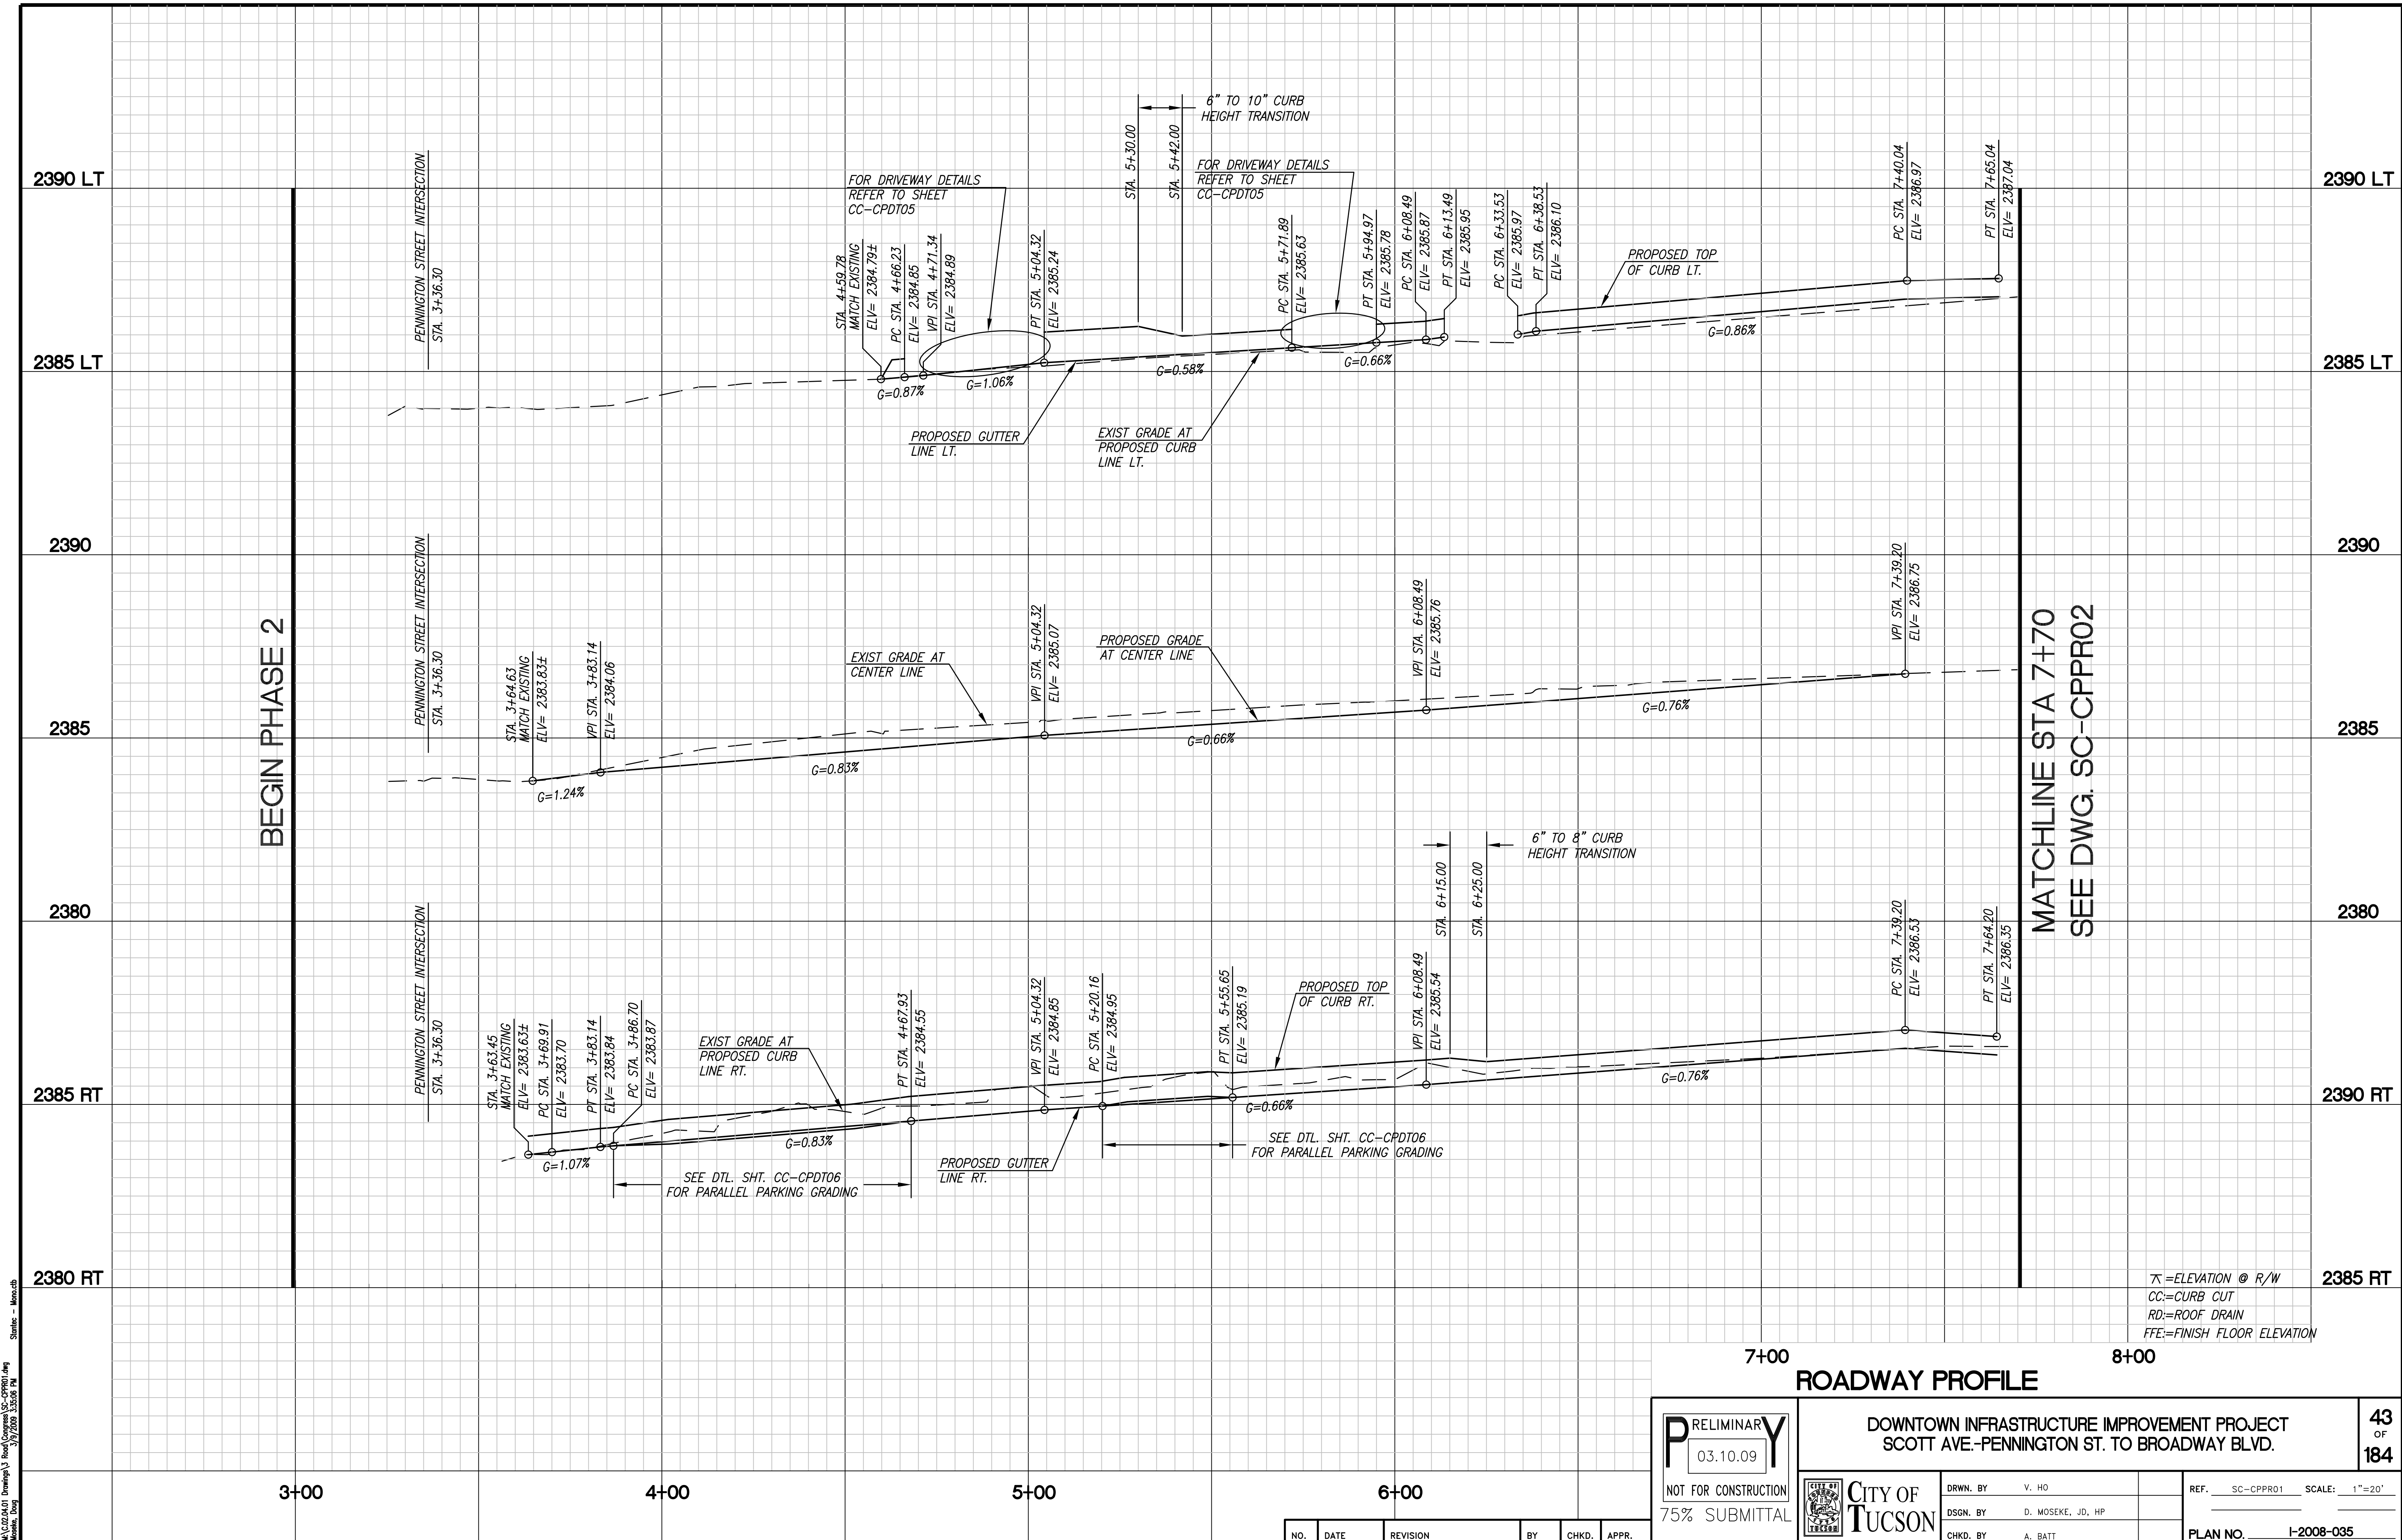 6" TO 10" CURB
HEIGHT TRANSITION
STA. 5+30.00
STA. 5+42.00
FOR DRIVEWAY DETAILS
REFER TO SHEET
CC-CPDT05
FOR DRIVEWAY DETAILS
REFER TO SHEET
CC-CPDT05
2390 LT
2390 LT
PENNINGTON STREET INTERSECTION
STA. 3+36.30
STA. 4+59.78
MATCH EXISTING
ELV= 2384.79±
PC STA. 4+66.23
ELV= 2384.85
VPI STA. 4+71.34
ELV= 2384.89
PT STA. 5+04.32
ELV= 2385.24
PC STA. 5+71.89
ELV= 2385.63
PT STA. 5+94.97
ELV= 2385.78
PC STA. 6+08.49
ELV= 2385.87
PT STA. 6+13.49
ELV= 2385.95
PC STA. 6+33.53
ELV= 2385.97
PT STA. 6+38.53
ELV= 2386.10
PC STA. 7+40.04
ELV= 2386.97
PT STA. 7+65.04
ELV= 2387.04
PROPOSED TOP
OF CURB LT.
2385 LT
2385 LT
G=0.87%
G=1.06%
G=0.58%
G=0.66%
G=0.86%
PROPOSED GUTTER
LINE LT.
EXIST GRADE AT
PROPOSED CURB
LINE LT.
2390
2390
BEGIN PHASE 2
PENNINGTON STREET INTERSECTION
STA. 3+36.30
STA. 3+64.63
MATCH EXISTING
ELV= 2383.83±
VPI STA. 3+83.14
ELV= 2384.06
EXIST GRADE AT
CENTER LINE
VPI STA. 5+04.32
ELV= 2385.07
PROPOSED GRADE
AT CENTER LINE
VPI STA. 6+08.49
ELV= 2385.76
VPI STA. 7+39.20
ELV= 2386.75
MATCHLINE STA 7+70
SEE DWG. SC-CPPR02
2385
2385
G=1.24%
G=0.83%
G=0.66%
G=0.76%
6" TO 8" CURB
HEIGHT TRANSITION
STA. 6+15.00
STA. 6+25.00
2380
2380
PENNINGTON STREET INTERSECTION
STA. 3+36.30
STA. 3+63.45
MATCH EXISTING
ELV= 2383.63±
PC STA. 3+69.91
ELV= 2383.70
PT STA. 3+83.14
ELV= 2383.84
PC STA. 3+86.70
ELV= 2383.87
EXIST GRADE AT
PROPOSED CURB
LINE RT.
PT STA. 4+67.93
ELV= 2384.55
VPI STA. 5+04.32
ELV= 2384.85
PC STA. 5+20.16
ELV= 2384.95
PT STA. 5+55.65
ELV= 2385.19
PROPOSED TOP
OF CURB RT.
VPI STA. 6+08.49
ELV= 2385.54
PC STA. 7+39.20
ELV= 2386.53
PT STA. 7+64.20
ELV= 2386.35
2385 RT
2390 RT
G=1.07%
G=0.83%
G=0.66%
G=0.76%
SEE DTL. SHT. CC-CPDT06
FOR PARALLEL PARKING GRADING
PROPOSED GUTTER
LINE RT.
SEE DTL. SHT. CC-CPDT06
FOR PARALLEL PARKING GRADING
2380 RT
2385 RT
=ELEVATION @ R/W
CC:=CURB CUT
RD:=ROOF DRAIN
FFE:=FINISH FLOOR ELEVATION
7+00
8+00
ROADWAY PROFILE
3+00
4+00
5+00
6+00
PRELIMINARY
03.10.09
NOT FOR CONSTRUCTION
75% SUBMITTAL
DOWNTOWN INFRASTRUCTURE IMPROVEMENT PROJECT
SCOTT AVE.-PENNINGTON ST. TO BROADWAY BLVD.
43
OF
184
CITY OF
TUCSON
CITY OF
TUCSON
DRWN. BY V. HO
DSGN. BY D. MOSEKE, JD, HP
CHKD. BY A. BATT
REF. SC-CPPR01 SCALE: 1"=20'
PLAN NO. I-2008-035
NO. DATE REVISION BY CHKD. APPR.
Moseke, Doug 3/9/2009 3:35:06 PM Stantec - Mono.ctb